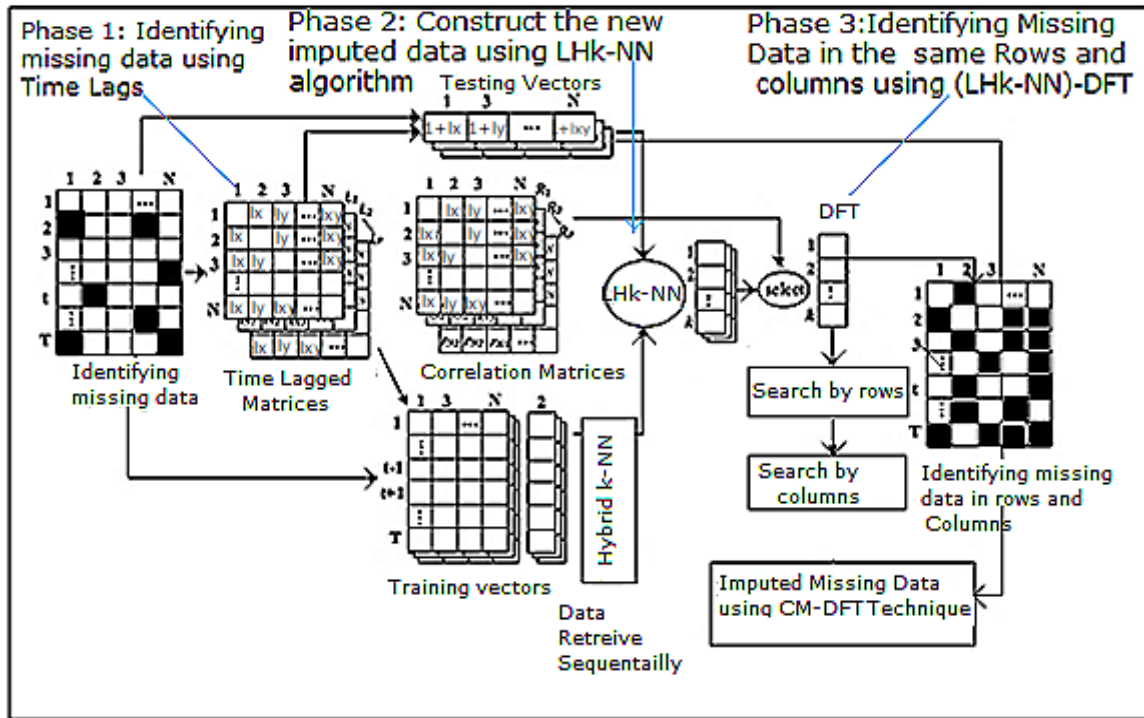 Phase 1: Identifying
missing data using
Time Lags
Phase 2: Construct the new
imputed data using LHk-NN
algorithm
Phase 3:Identifying Missing
Data in the same Rows and
columns using (LHk-NN)-DFT
Testing Vectors
1 3 N
1+lx 1+ly ... +lxy
1 2 3 N
...
1
2
3
t
T
Identifying
missing data
1 2 3 N
1 lx ly ... lxy
2 lx ly ... lxy
3 lx ly ... lxy
N lx ly lxy ...
lx ly lxy ...
Time Lagged
Matrices
1 2 3 N R₁
1 lx ly ... lxy
2 lx ly ... lxy
3 lx ly ... lxy
N lx ly lxy ...
Correlation Matrices
LHk-NN
1
2
k
select
DFT
1
2
k
Search by rows
Search by
columns
1 2 3 N
1 ...
2
3
t
T
Identifying missing
data in rows and
Columns
1 3 N 2
1 ...
t-1
t+1
T
Training vectors
Hybrid k-NN
Data
Retreive
Sequentailly
Imputed Missing Data
using CM-DFT Technique